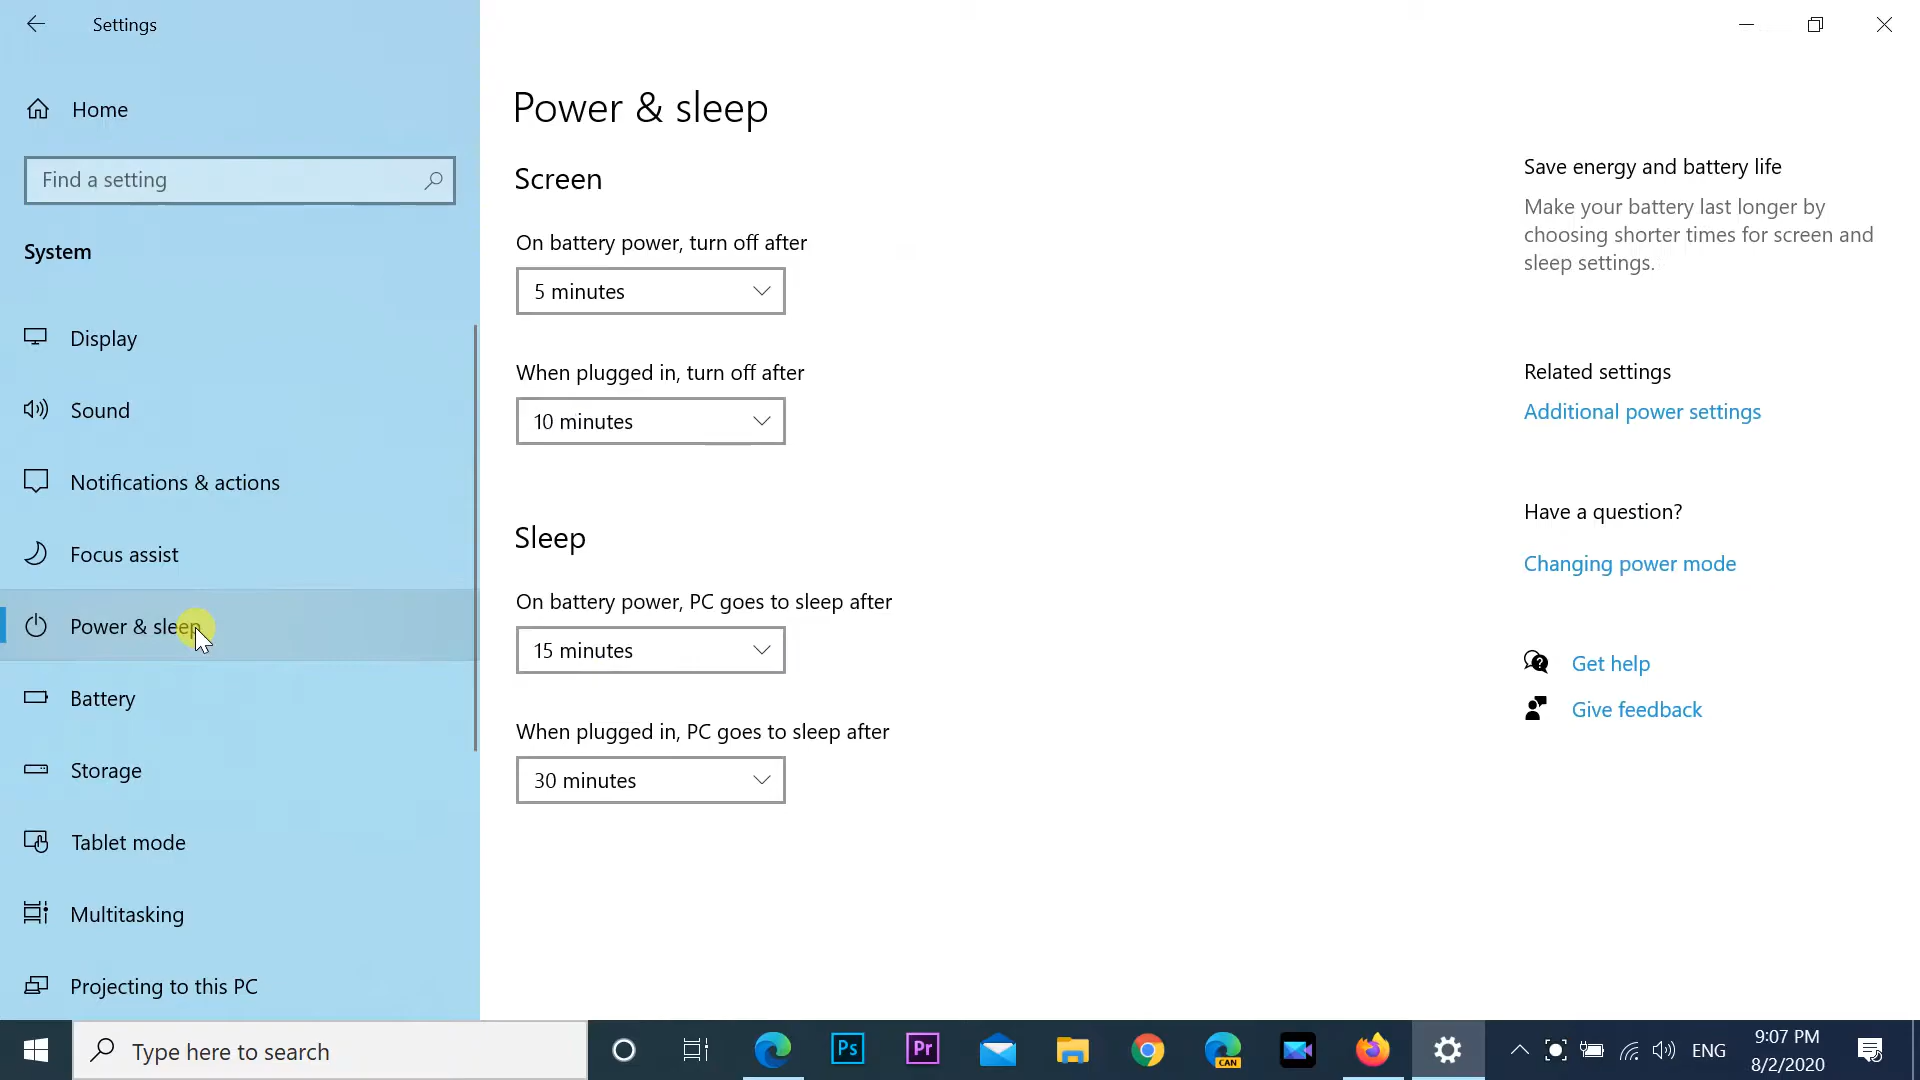 Settings
Home
Find a setting
System
Display
Sound
Notifications & actions
Focus assist
Power & sleep
Battery
Storage
Tablet mode
Multitasking
Projecting to this PC
Power & sleep
Screen
On battery power, turn off after
5 minutes
When plugged in, turn off after
10 minutes
Sleep
On battery power, PC goes to sleep after
15 minutes
When plugged in, PC goes to sleep after
30 minutes
Save energy and battery life
Make your battery last longer by
choosing shorter times for screen and
sleep settings.
Related settings
Additional power settings
Have a question?
Changing power mode
Get help
Give feedback
Type here to search
Ps
Pr
CAN
ENG
9:07 PM
8/2/2020